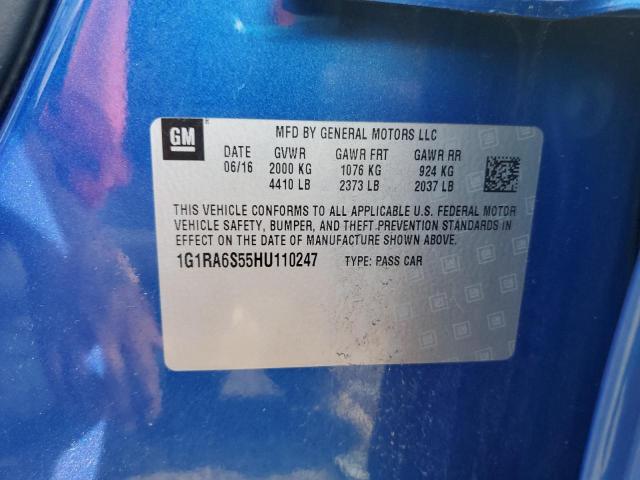 GM ® MFD BY GENERAL MOTORS LLC
DATE GVWR GAWR FRT GAWR RR
06/16 2000 KG 1076 KG 924 KG
4410 LB 2373 LB 2037 LB
THIS VEHICLE CONFORMS TO ALL APPLICABLE U.S. FEDERAL MOTOR
VEHICLE SAFETY, BUMPER, AND THEFT PREVENTION STANDARDS IN
EFFECT ON THE DATE OF MANUFACTURE SHOWN ABOVE.
1G1RA6S55HU110247 TYPE: PASS CAR